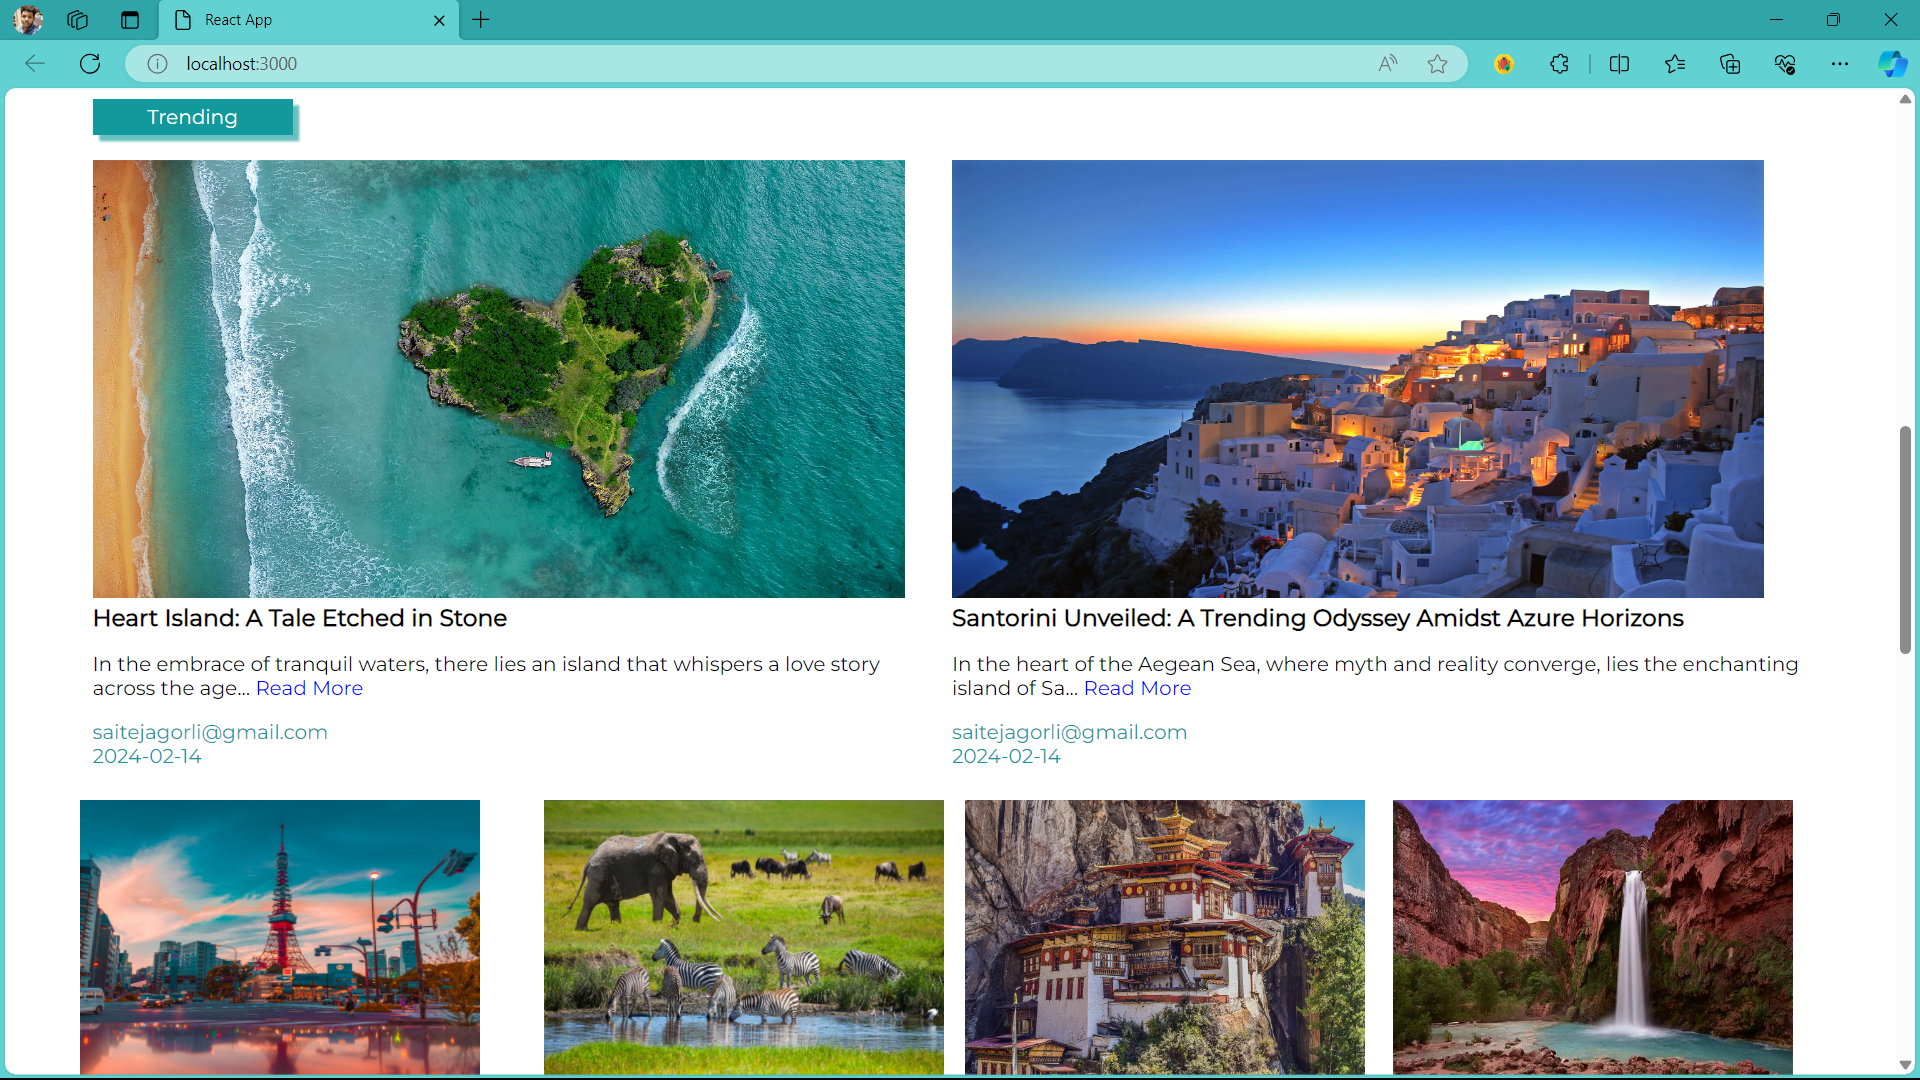 React App
localhost:3000
Trending
Heart Island: A Tale Etched in Stone
In the embrace of tranquil waters, there lies an island that whispers a love story
across the age... Read More
saitejagorli@gmail.com
2024-02-14
Santorini Unveiled: A Trending Odyssey Amidst Azure Horizons
In the heart of the Aegean Sea, where myth and reality converge, lies the enchanting
island of Sa... Read More
saitejagorli@gmail.com
2024-02-14